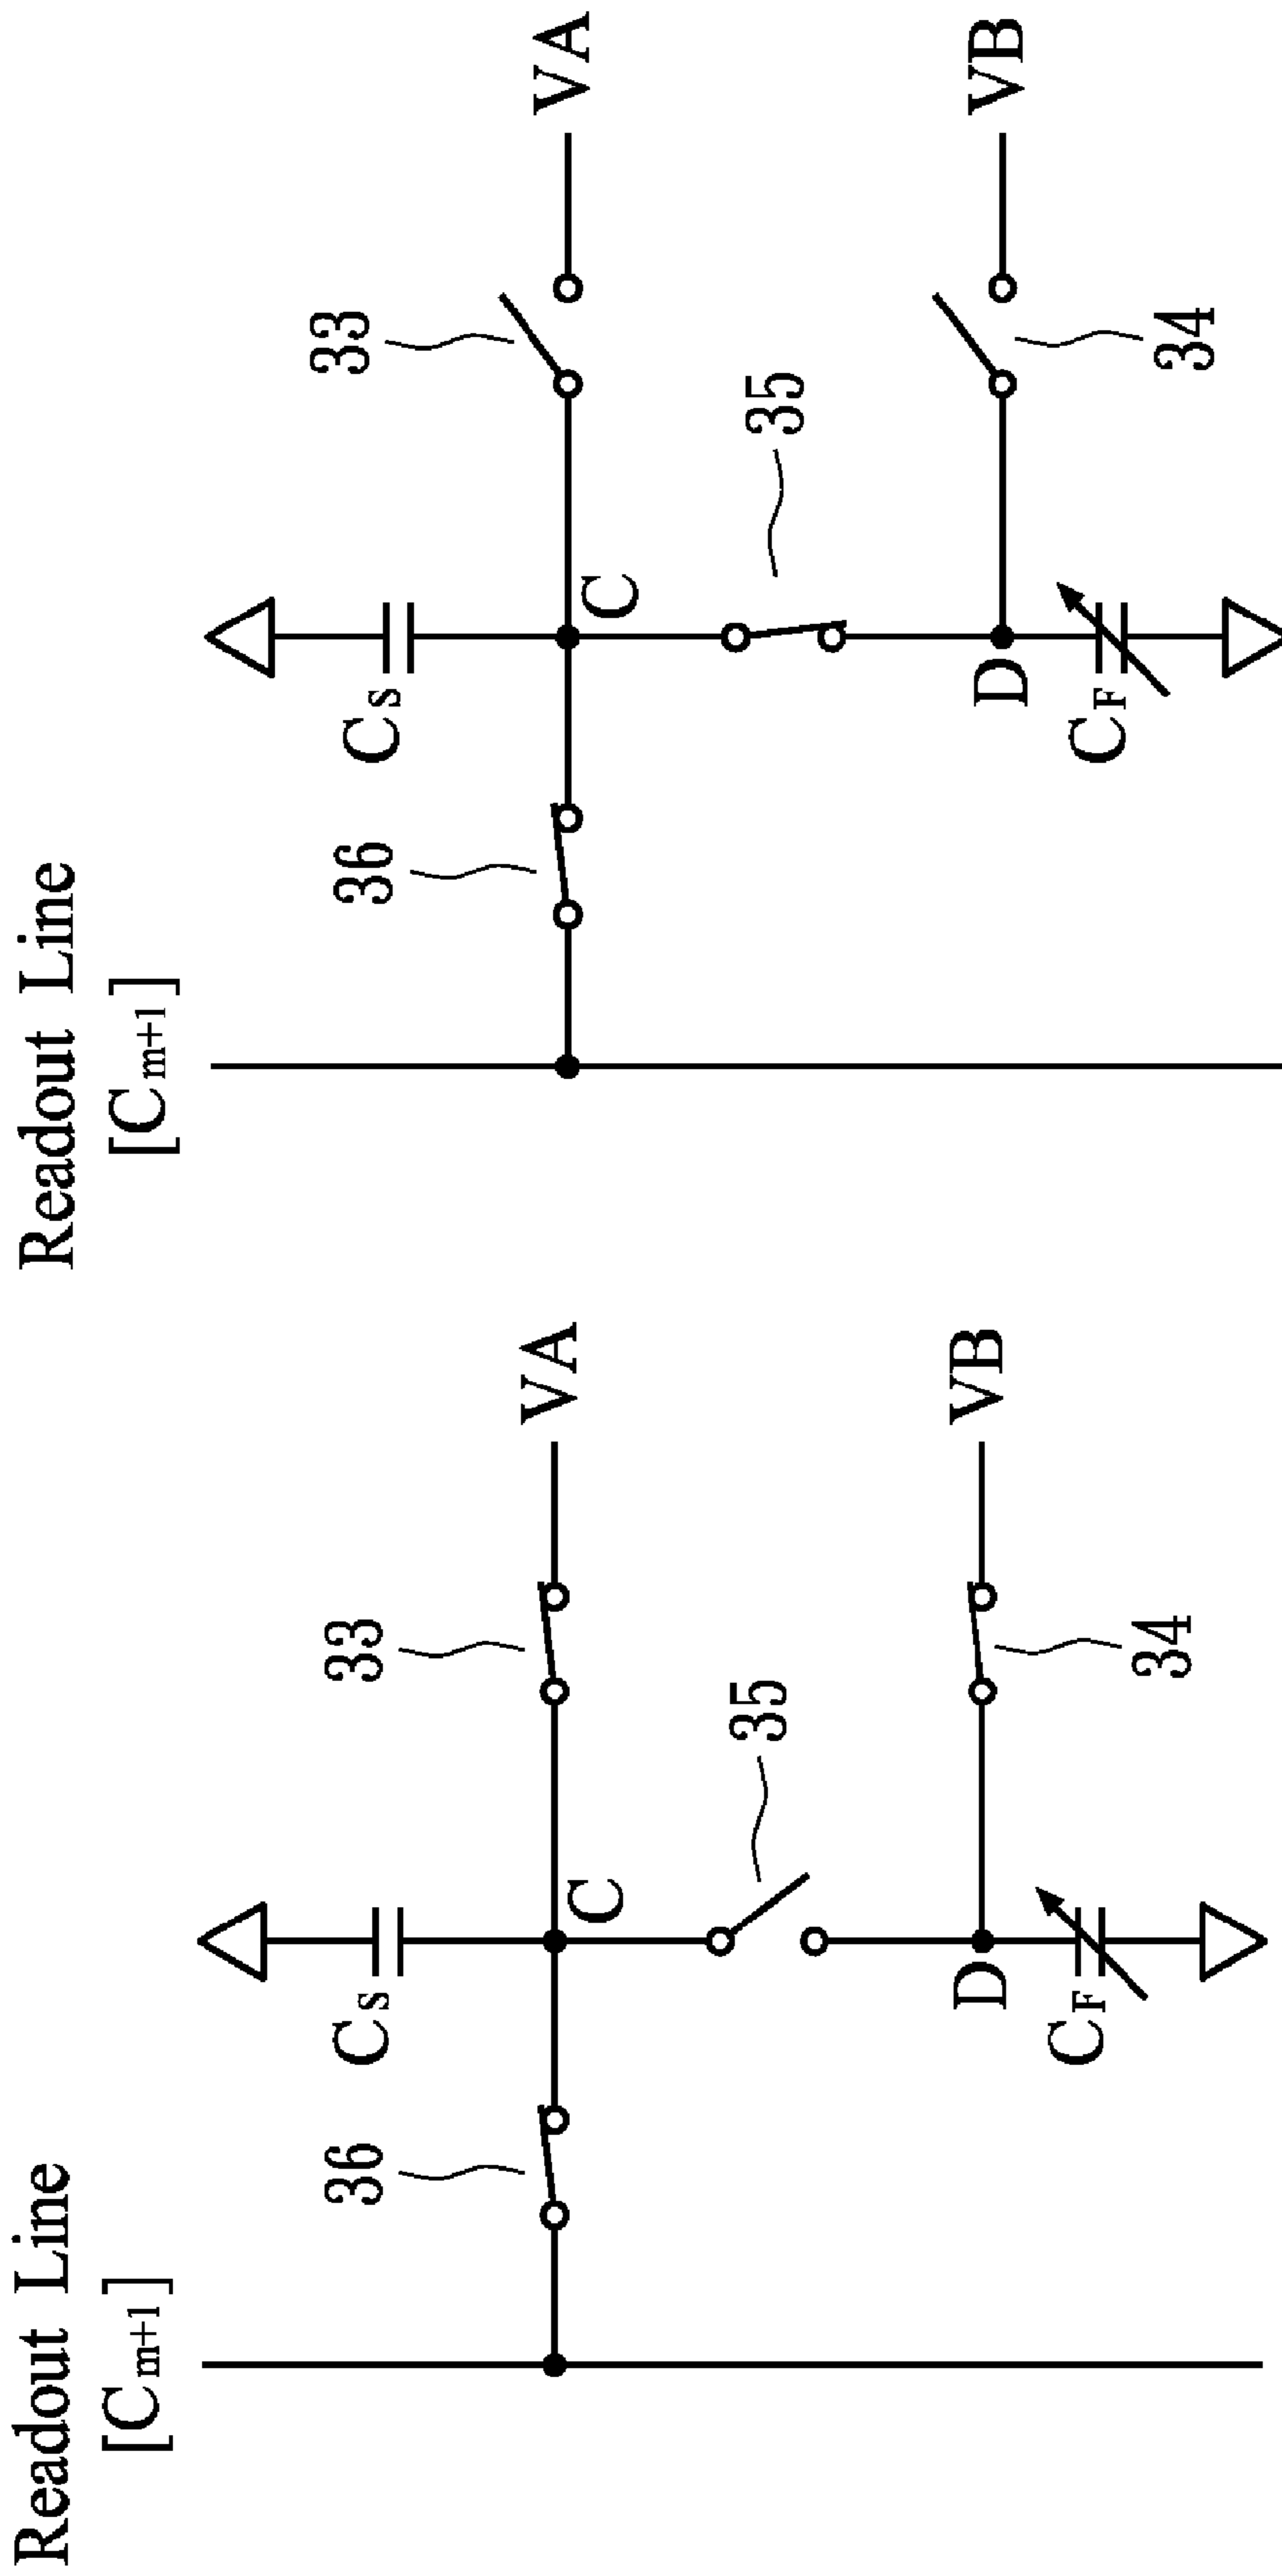 Readout Line
[Cm+1]
36
CS
33
VA
C
35
D
CF
34
VB
Readout Line
[Cm+1]
36
CS
33
VA
C
35
D
CF
34
VB